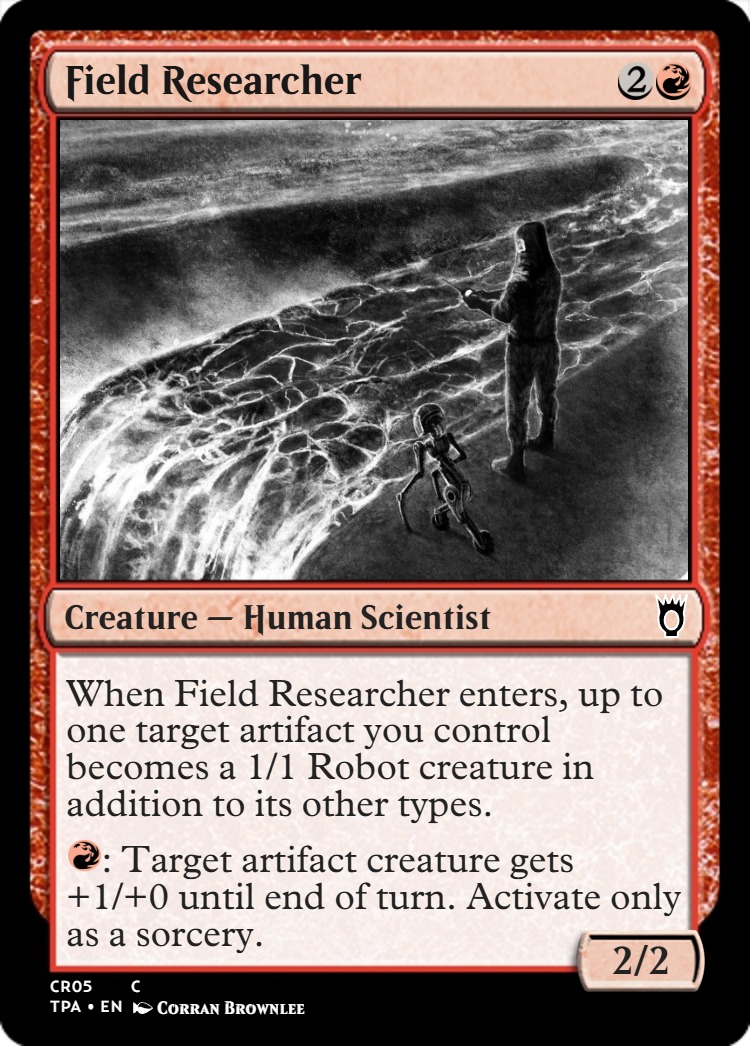 Field Researcher 2
Creature — Human Scientist
When Field Researcher enters, up to
one target artifact you control
becomes a 1/1 Robot creature in
addition to its other types.
: Target artifact creature gets
+1/+0 until end of turn. Activate only
as a sorcery.
2/2
CR05 C
TPA • EN Corran Brownlee